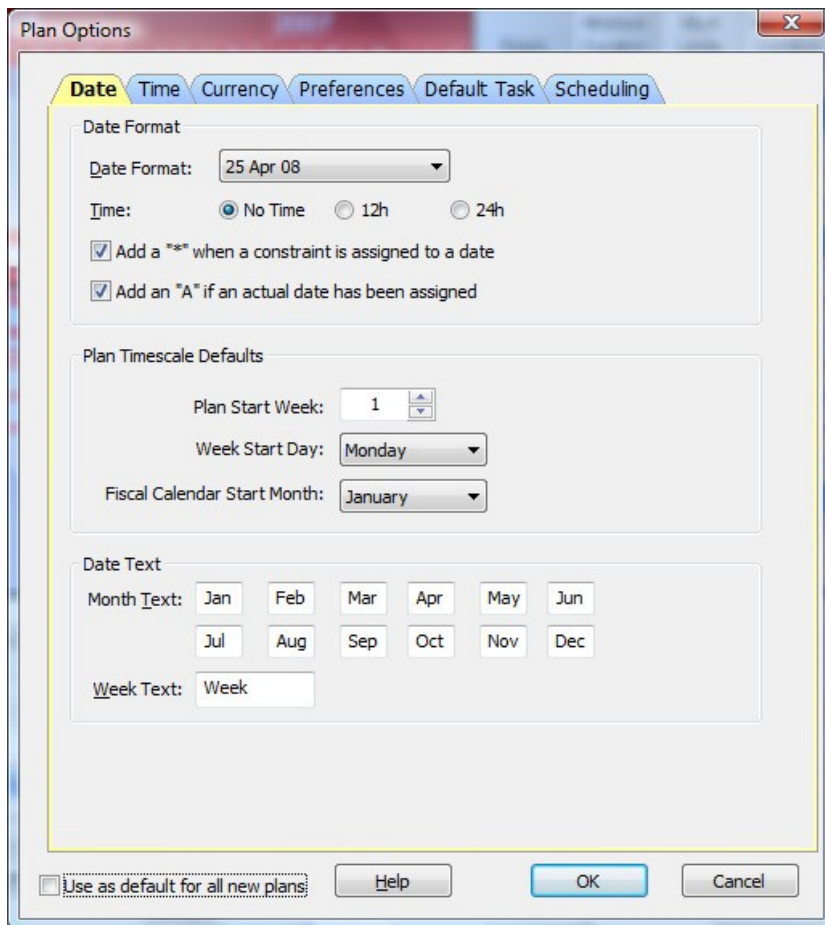 Plan Options
Date Time Currency Preferences Default Task Scheduling
Date Format
Date Format: 25 Apr 08
Time: No Time 12h 24h
Add a "*" when a constraint is assigned to a date
Add an "A" if an actual date has been assigned
Plan Timescale Defaults
Plan Start Week: 1
Week Start Day: Monday
Fiscal Calendar Start Month: January
Date Text
Month Text: Jan Feb Mar Apr May Jun
Jul Aug Sep Oct Nov Dec
Week Text: Week
Use as default for all new plans Help OK Cancel